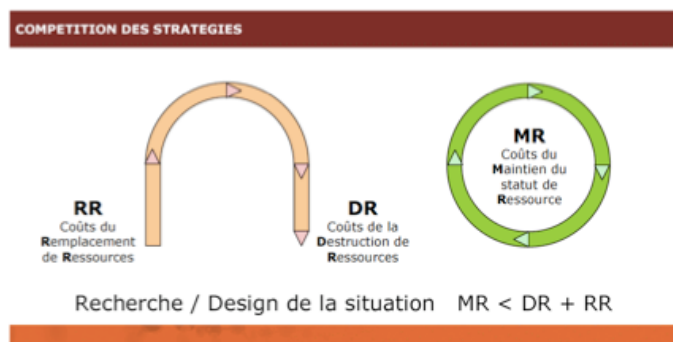 COMPETITION DES STRATEGIES
RR
Coûts du
Remplacement
de Ressources
DR
Coûts de la
Destruction de
Ressources
MR
Coûts du
Maintien du
statut de
Ressource
Recherche / Design de la situation MR < DR + RR